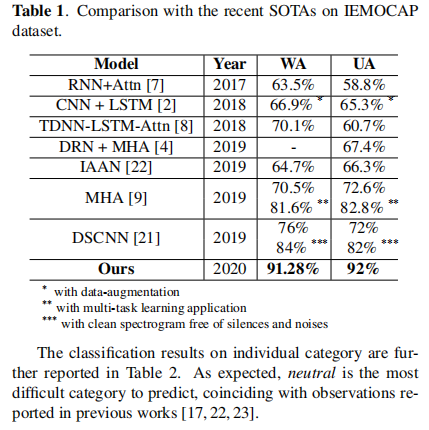 Table 1. Comparison with the recent SOTAs on IEMOCAP
dataset.
Model Year WA UA
RNN+Attn [7] 2017 63.5% 58.8%
CNN + LSTM [2] 2018 66.9% * 65.3% *
TDNN-LSTM-Attn [8] 2018 70.1% 60.7%
DRN + MHA [4] 2019 - 67.4%
IAAN [22] 2019 64.7% 66.3%
MHA [9] 2019 70.5% 72.6%
81.6% ** 82.8% **
DSCNN [21] 2019 76% 72%
84% *** 82% ***
Ours 2020 91.28% 92%
* with data-augmentation
** with multi-task learning application
*** with clean spectrogram free of silences and noises
The classification results on individual category are fur-
ther reported in Table 2. As expected, neutral is the most
difficult category to predict, coinciding with observations re-
ported in previous works [17, 22, 23].